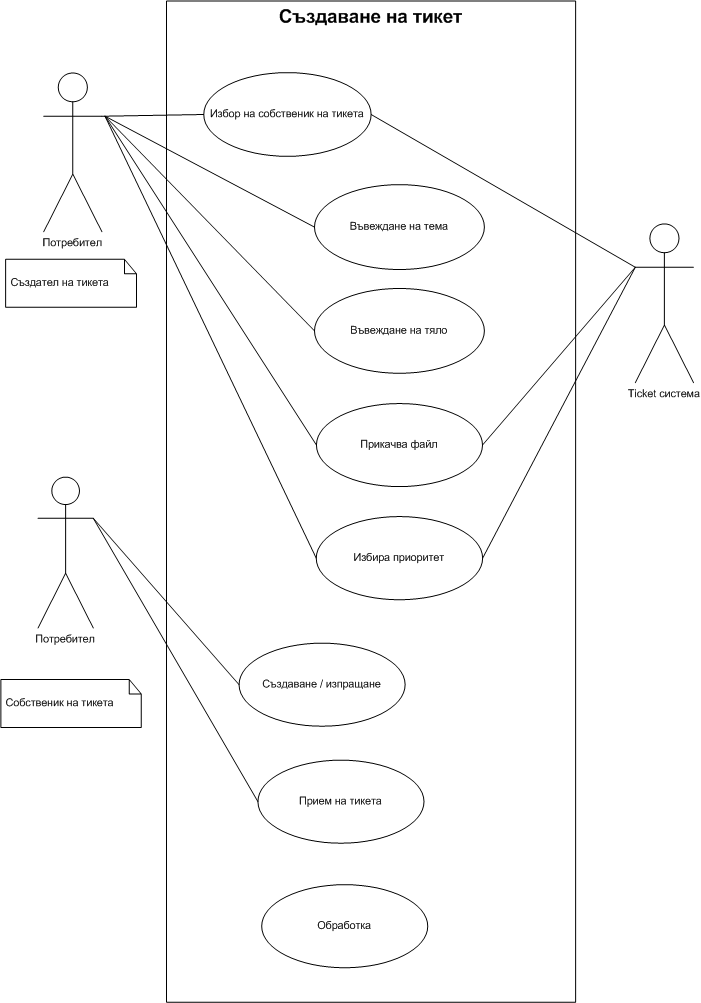 Създаване на тикет
Избор на собственик на тикета
Въвеждане на тема
Потребител
Създател на тикета
Въвеждане на тяло
Ticket система
Прикачва файл
Избира приоритет
Потребител
Собственик на тикета
Създаване / изпращане
Прием на тикета
Обработка